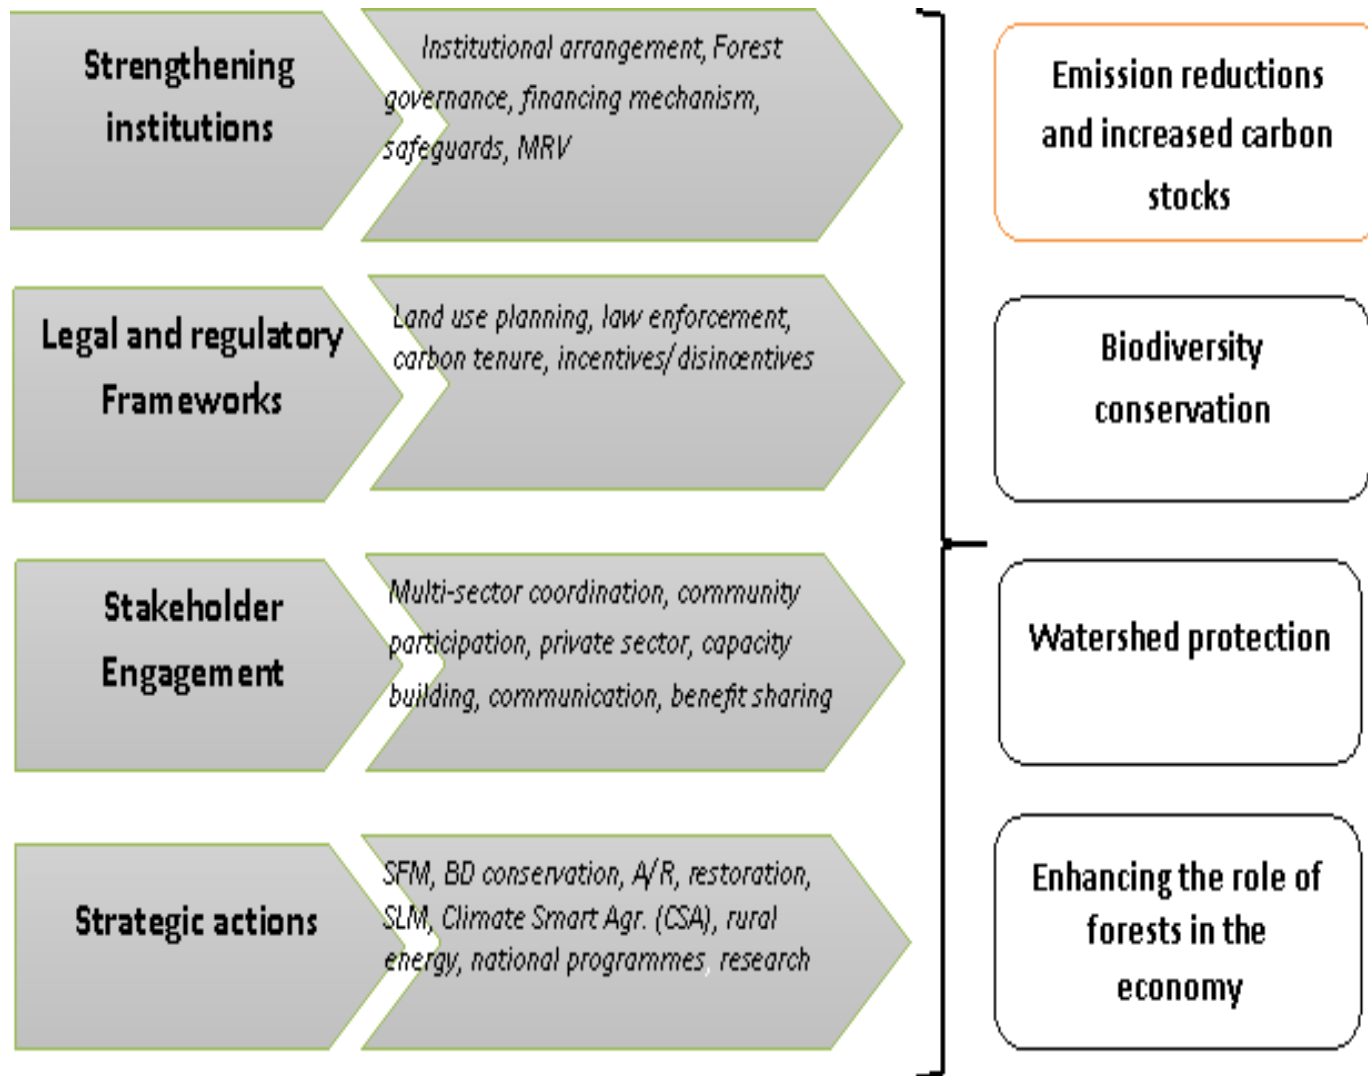 Strengthening
institutions
Institutional arrangement, Forest
governance, financing mechanism,
safeguards, MRV
Emission reductions
and increased carbon
stocks
Legal and regulatory
Frameworks
Land use planning, law enforcement,
carbon tenure, incentives/disincentives
Biodiversity
conservation
Stakeholder
Engagement
Multi-sector coordination, community
participation, private sector, capacity
building, communication, benefit sharing
Watershed protection
Strategic actions
SFM, BD conservation, A/R, restoration,
SLM, Climate Smart Agr. (CSA), rural
energy, national programmes, research
Enhancing the role of
forests in the
economy